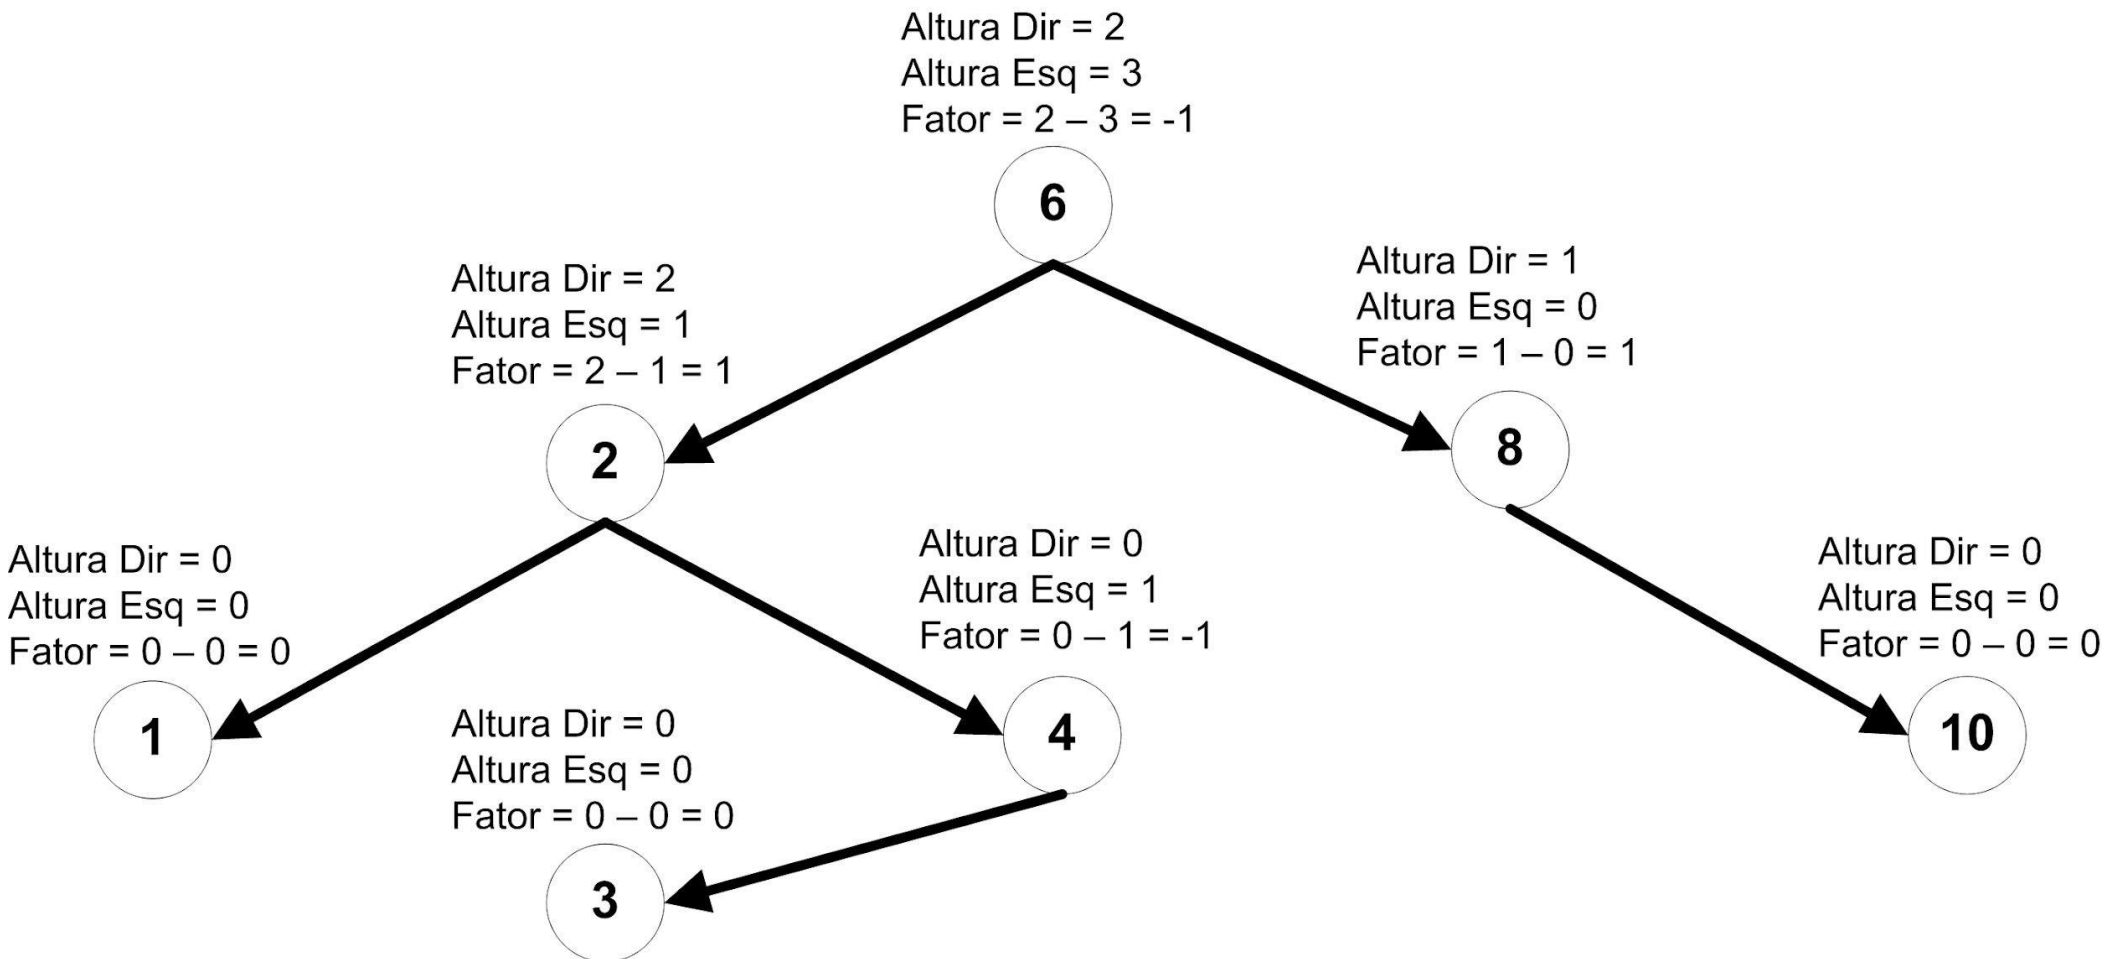 Altura Dir = 2
Altura Esq = 3
Fator = 2 – 3 = -1
6
Altura Dir = 2
Altura Esq = 1
Fator = 2 – 1 = 1
2
Altura Dir = 1
Altura Esq = 0
Fator = 1 – 0 = 1
8
Altura Dir = 0
Altura Esq = 0
Fator = 0 – 0 = 0
1
Altura Dir = 0
Altura Esq = 1
Fator = 0 – 1 = -1
4
Altura Dir = 0
Altura Esq = 0
Fator = 0 – 0 = 0
10
Altura Dir = 0
Altura Esq = 0
Fator = 0 – 0 = 0
3